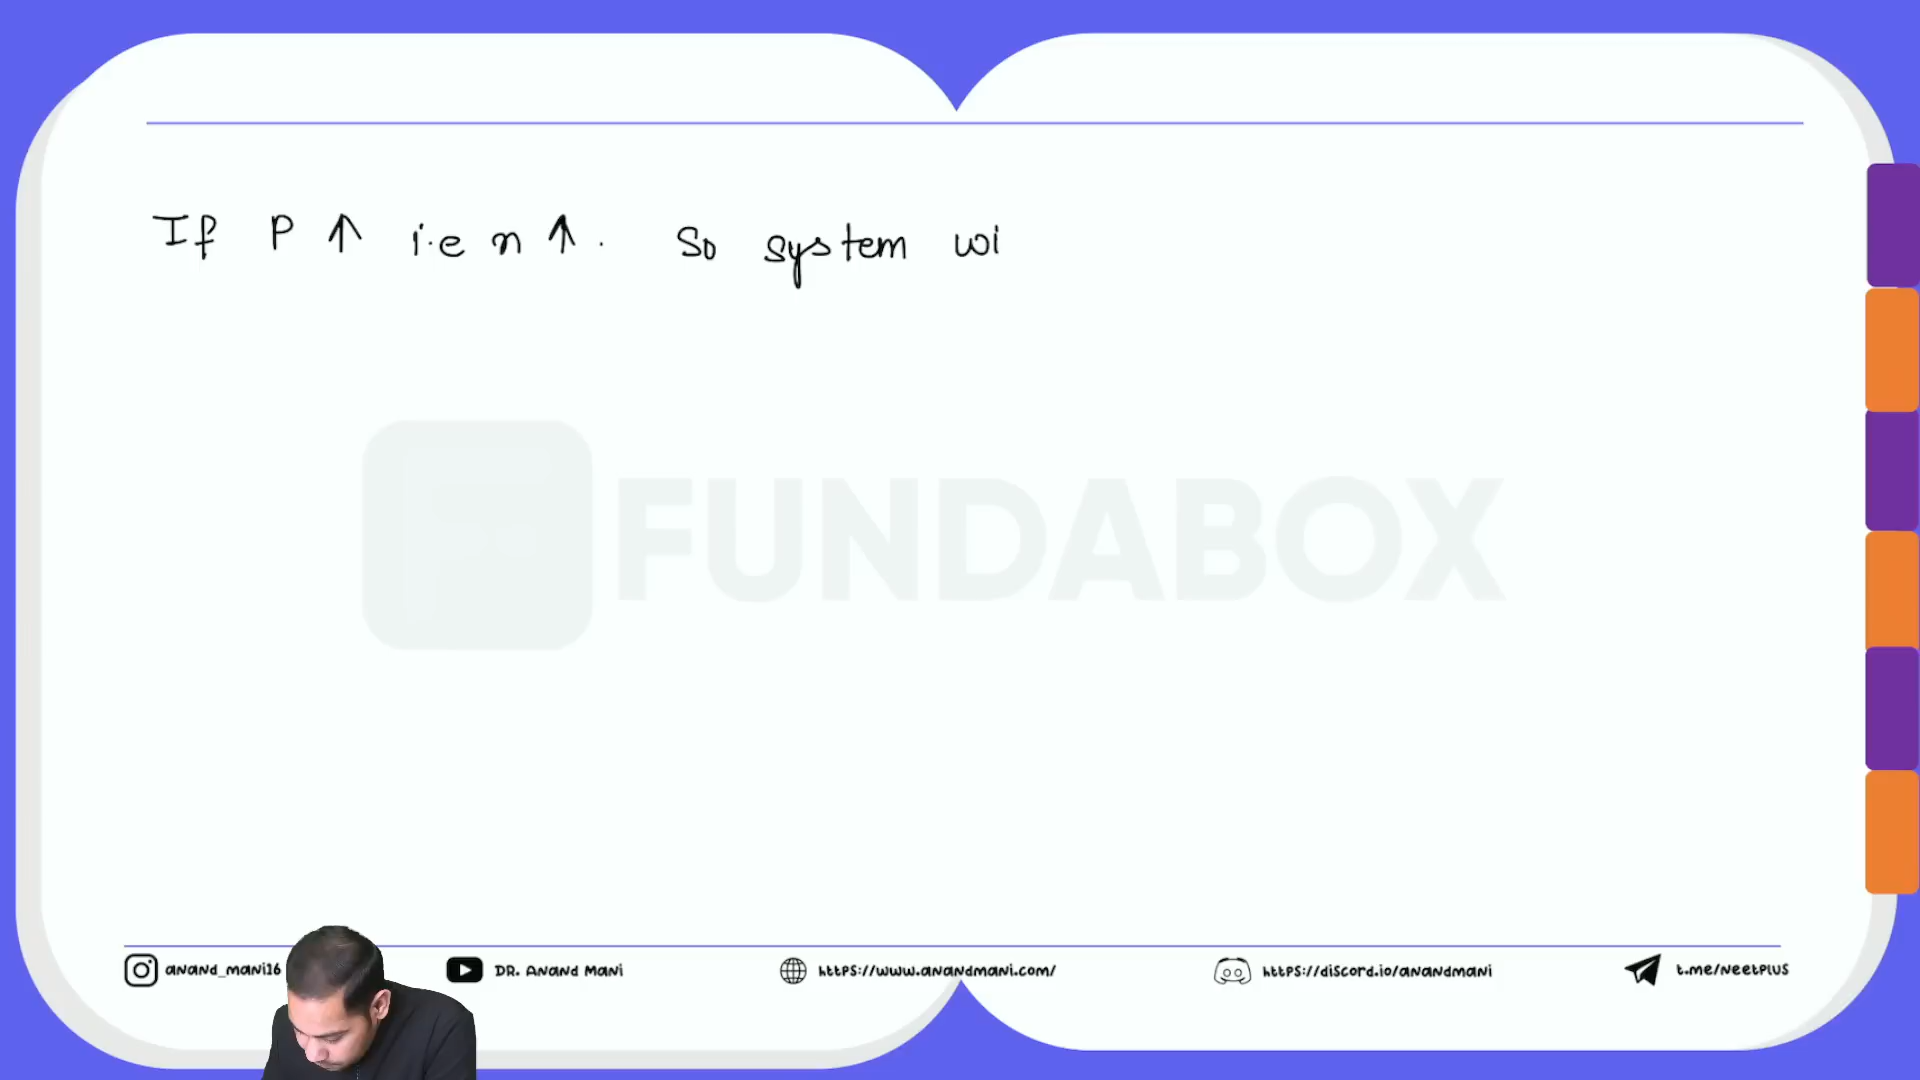 If P ↑ i.e n ↑. So system wi
FUNDABOX
anand_mani16 DR. Anand Mani https://www.anandmani.com/ https://discord.io/anandmani t.me/neetplus